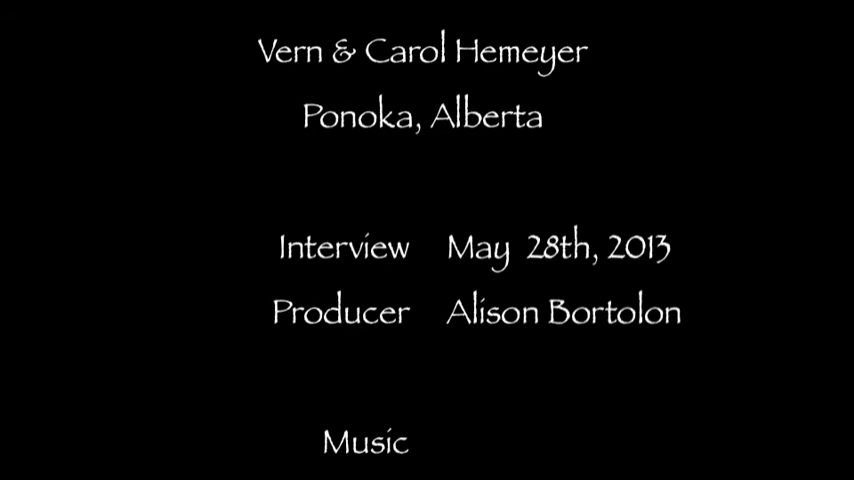 Vern & Carol Hemeyer
Ponoka, Alberta
Interview May 28th, 2013
Producer Alison Bortolon
Music